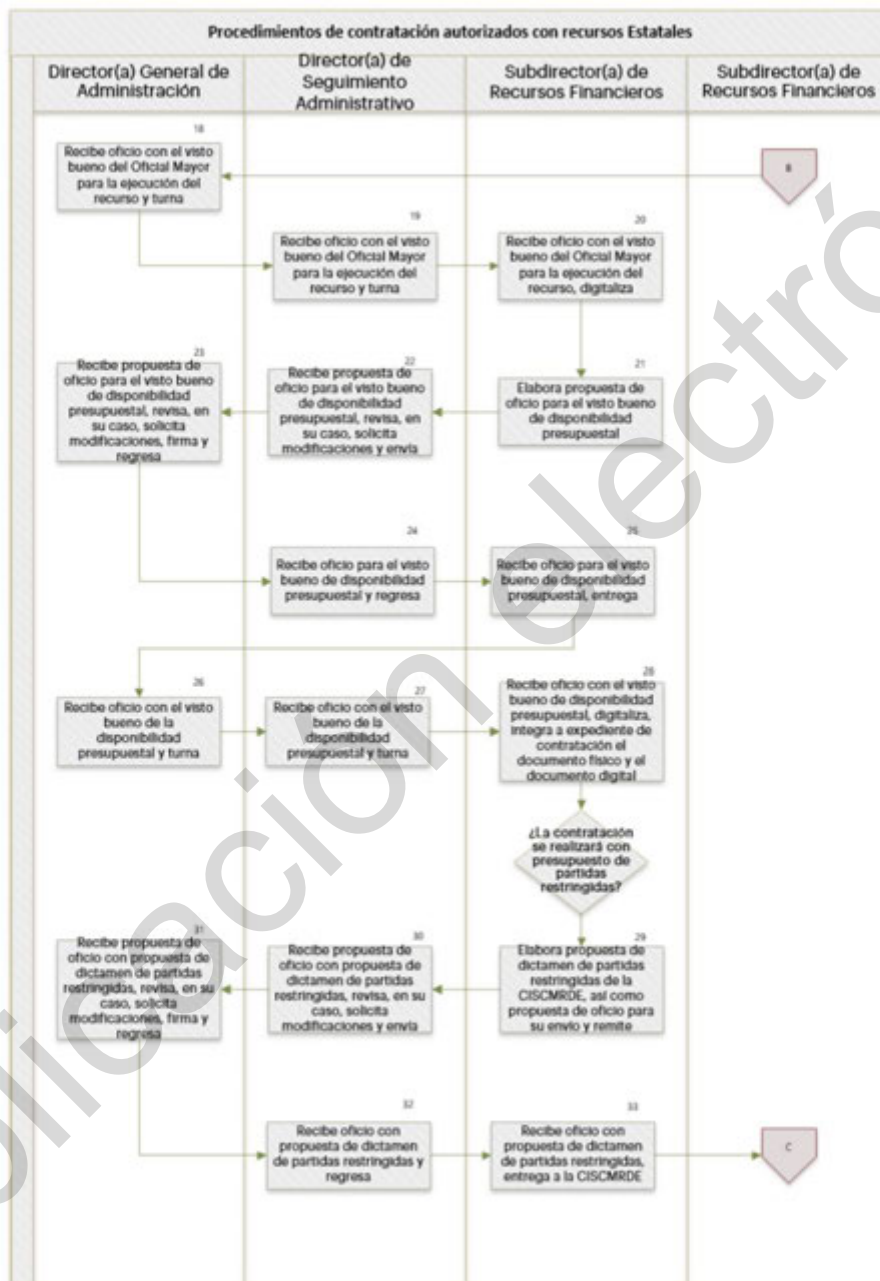 Procedimientos de contratación autorizados con recursos Estatales
Director(a) General de
Administración
Director(a) de
Seguimiento
Administrativo
Subdirector(a) de
Recursos Financieros
Subdirector(a) de
Recursos Financieros
18
Recibe oficio con el visto
bueno del Oficial Mayor
para la ejecución del
recurso y turna
B
19
Recibe oficio con el visto
bueno del Oficial Mayor
para la ejecución del
recurso y turna
20
Recibe oficio con el visto
bueno del Oficial Mayor
para la ejecución del
recurso, digitaliza
21
Elabora propuesta de
oficio para el visto bueno
de disponibilidad
presupuestal
22
Recibe propuesta de
oficio para el visto bueno
de disponibilidad
presupuestal, revisa, en
su caso, solicita
modificaciones y envía
23
Recibe propuesta de
oficio para el visto bueno
de disponibilidad
presupuestal, revisa, en
su caso, solicita
modificaciones, firma y
regresa
24
Recibe oficio para el visto
bueno de disponibilidad
presupuestal y regresa
25
Recibe oficio para el visto
bueno de disponibilidad
presupuestal, entrega
26
Recibe oficio con el visto
bueno de la
disponibilidad
presupuestal y turna
27
Recibe oficio con el visto
bueno de la
disponibilidad
presupuestal y turna
28
Recibe oficio con el visto
bueno de disponibilidad
presupuestal, digitaliza,
integra a expediente de
contratación el
documento físico y el
documento digital
¿La contratación
se realizará con
presupuesto de
partidas
restringidas?
29
Elabora propuesta de
dictamen de partidas
restringidas de la
CISCMRDE, así como
propuesta de oficio para
su envío y remite
30
Recibe propuesta de
oficio con propuesta de
dictamen de partidas
restringidas, revisa, en su
caso, solicita
modificaciones y envía
31
Recibe propuesta de
oficio con propuesta de
dictamen de partidas
restringidas, revisa, en su
caso, solicita
modificaciones, firma y
regresa
32
Recibe oficio con
propuesta de dictamen
de partidas restringidas y
regresa
33
Recibe oficio con
propuesta de dictamen
de partidas restringidas,
entrega a la CISCMRDE
C
plicación electró